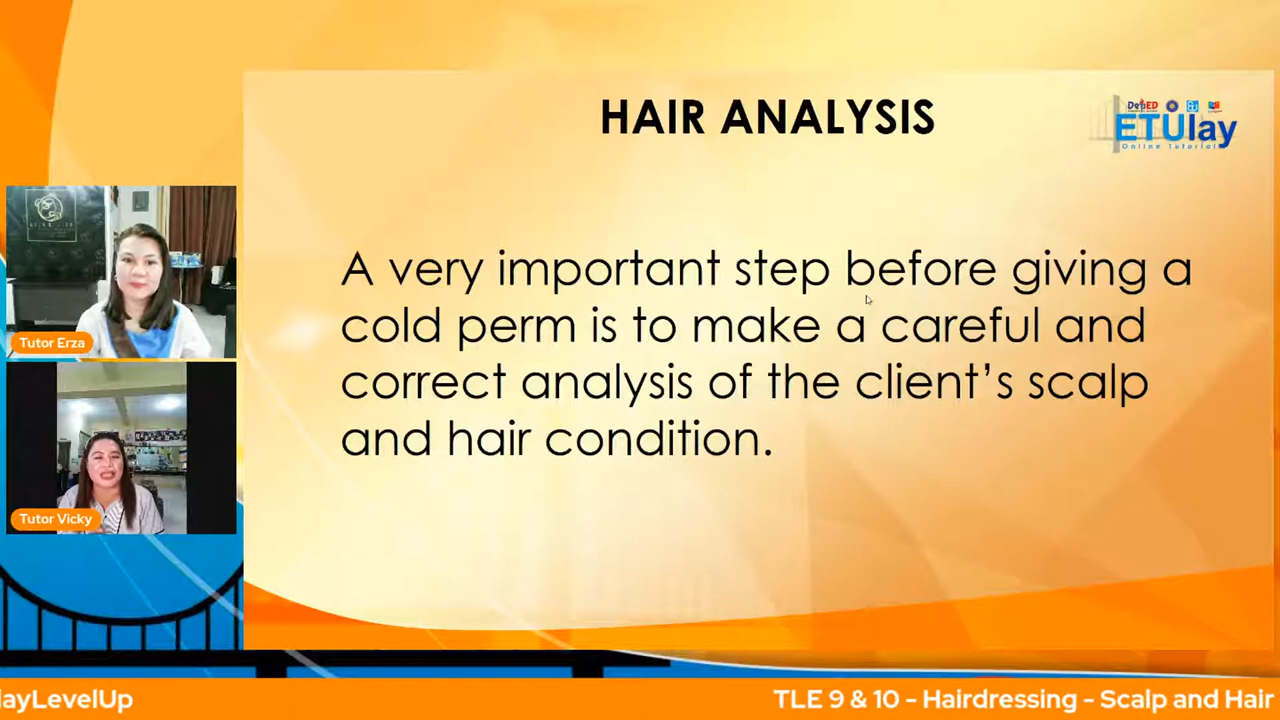 HAIR ANALYSIS
DepED
ETUlay
Online Tutorial
A very important step before giving a
cold perm is to make a careful and
correct analysis of the client's scalp
and hair condition.
Tutor Erza
Tutor Vicky
layLevelUp
TLE 9 & 10 - Hairdressing - Scalp and Hair